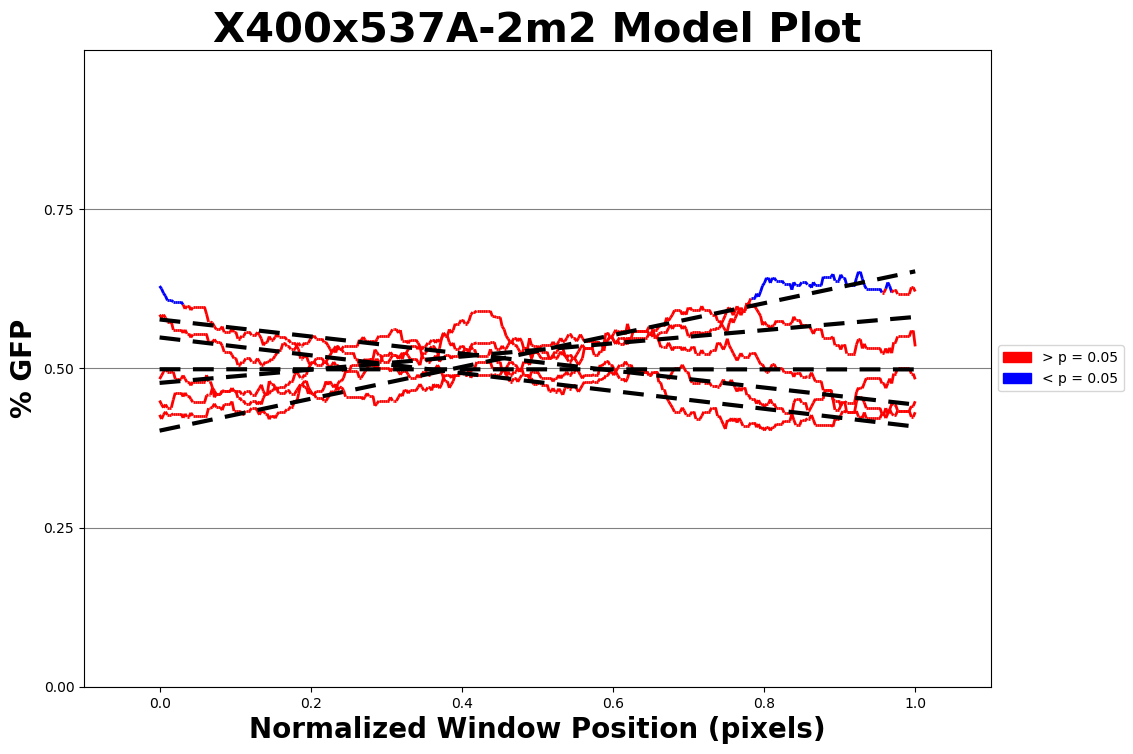 X400x537A-2m2 Model Plot
% GFP
0.75
0.50
0.25
0.00
0.0 0.2 0.4 0.6 0.8 1.0
Normalized Window Position (pixels)
> p = 0.05
< p = 0.05